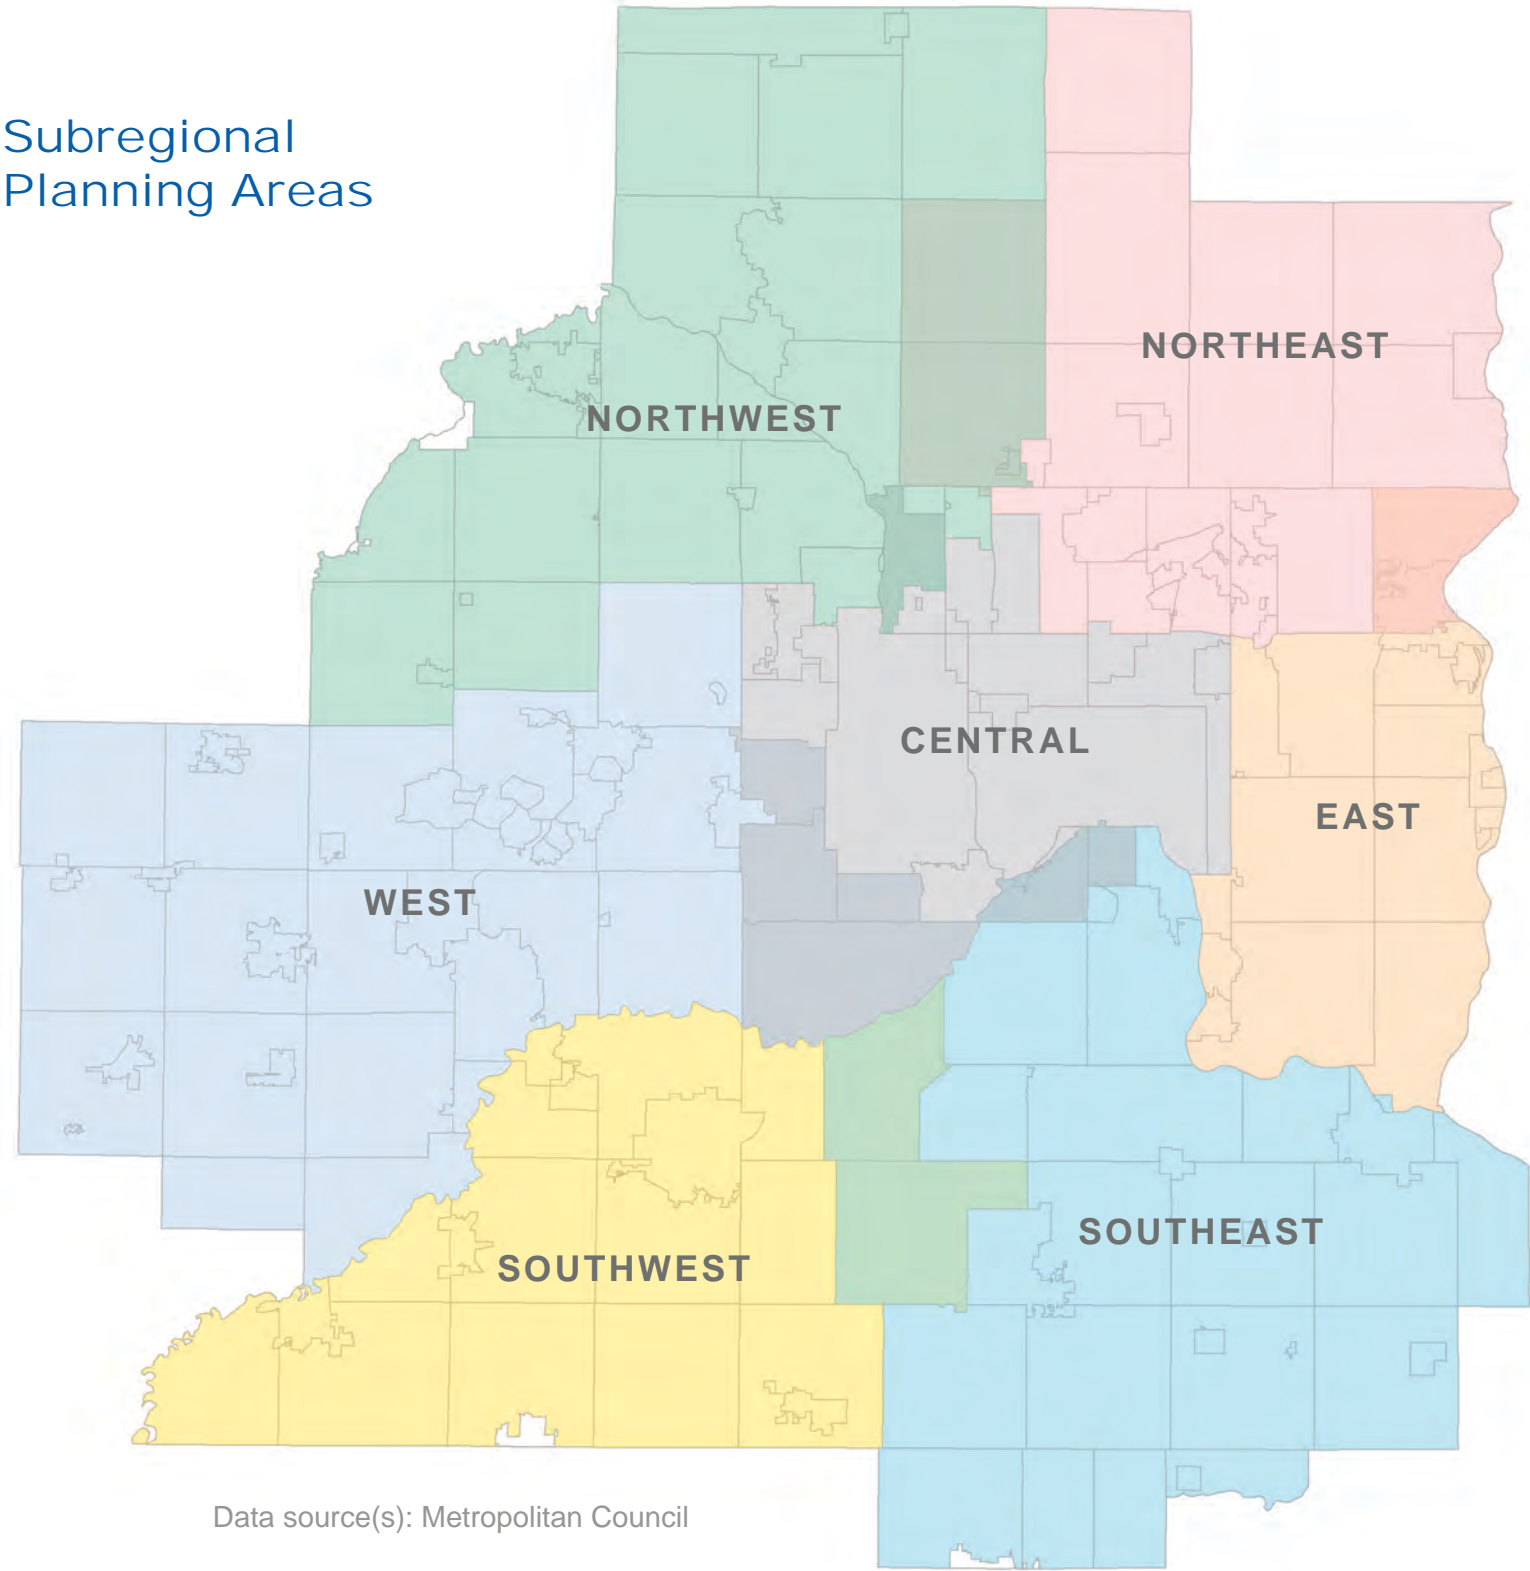 Subregional
Planning Areas
NORTHEAST
NORTHWEST
CENTRAL
EAST
WEST
SOUTHEAST
SOUTHWEST
Data source(s): Metropolitan Council